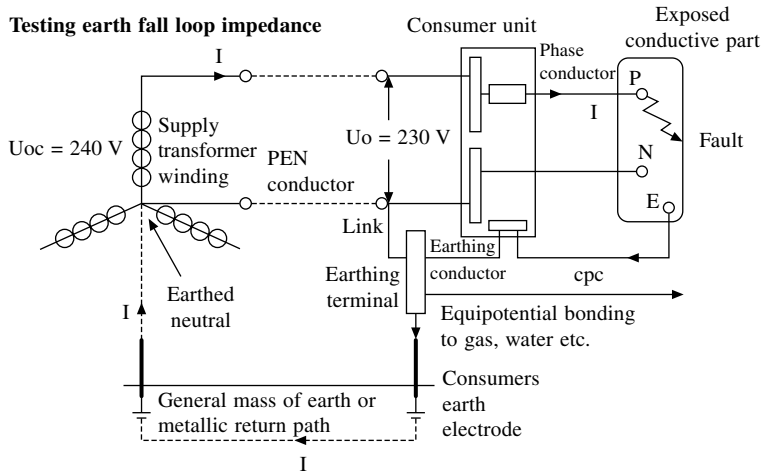 Testing earth fall loop impedance
Consumer unit
Exposed
conductive part
I
Phase
conductor
P
I
Uoc = 240 V
Supply
transformer
winding
Uo = 230 V
Fault
PEN
conductor
N
E
Link
Earthing
conductor
Earthing
terminal
cpc
Earthed
neutral
I
Equipotential bonding
to gas, water etc.
General mass of earth or
metallic return path
Consumers
earth
electrode
I